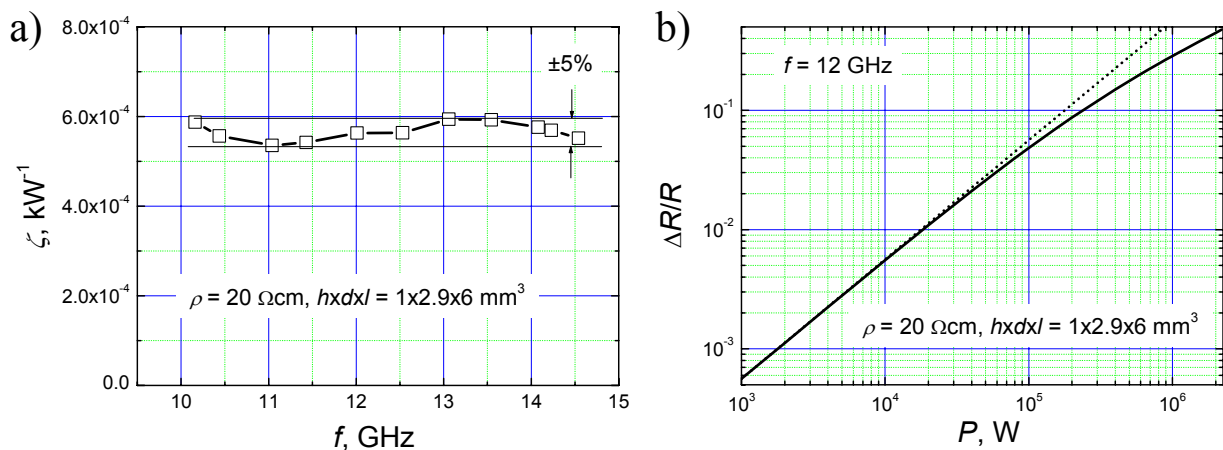 a)
8.0x10⁻⁴
6.0x10⁻⁴
4.0x10⁻⁴
2.0x10⁻⁴
0.0
ζ, kW⁻¹
±5%
ρ = 20 Ωcm, hxdxl = 1x2.9x6 mm³
10 11 12 13 14 15
f, GHz
b)
10⁻¹
10⁻²
10⁻³
ΔR/R
f = 12 GHz
ρ = 20 Ωcm, hxdxl = 1x2.9x6 mm³
10³ 10⁴ 10⁵ 10⁶
P, W